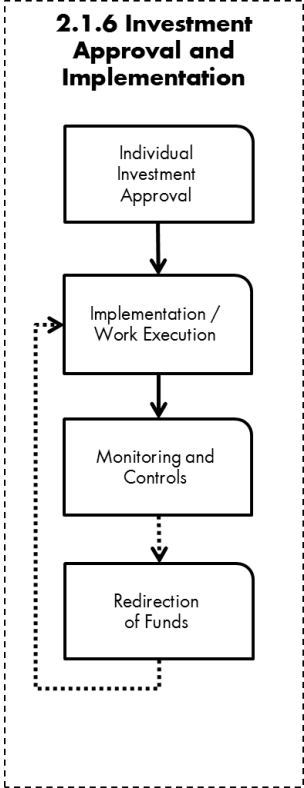 2.1.6 Investment
Approval and
Implementation
Individual
Investment
Approval
Implementation /
Work Execution
Monitoring and
Controls
Redirection
of Funds